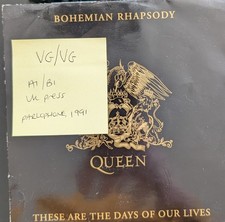 BOHEMIAN RHAPSODY
VG/VG
A1/B1
UK PRESS
PARLOPHONE, 1991
QUEEN
THESE ARE THE DAYS OF OUR LIVES